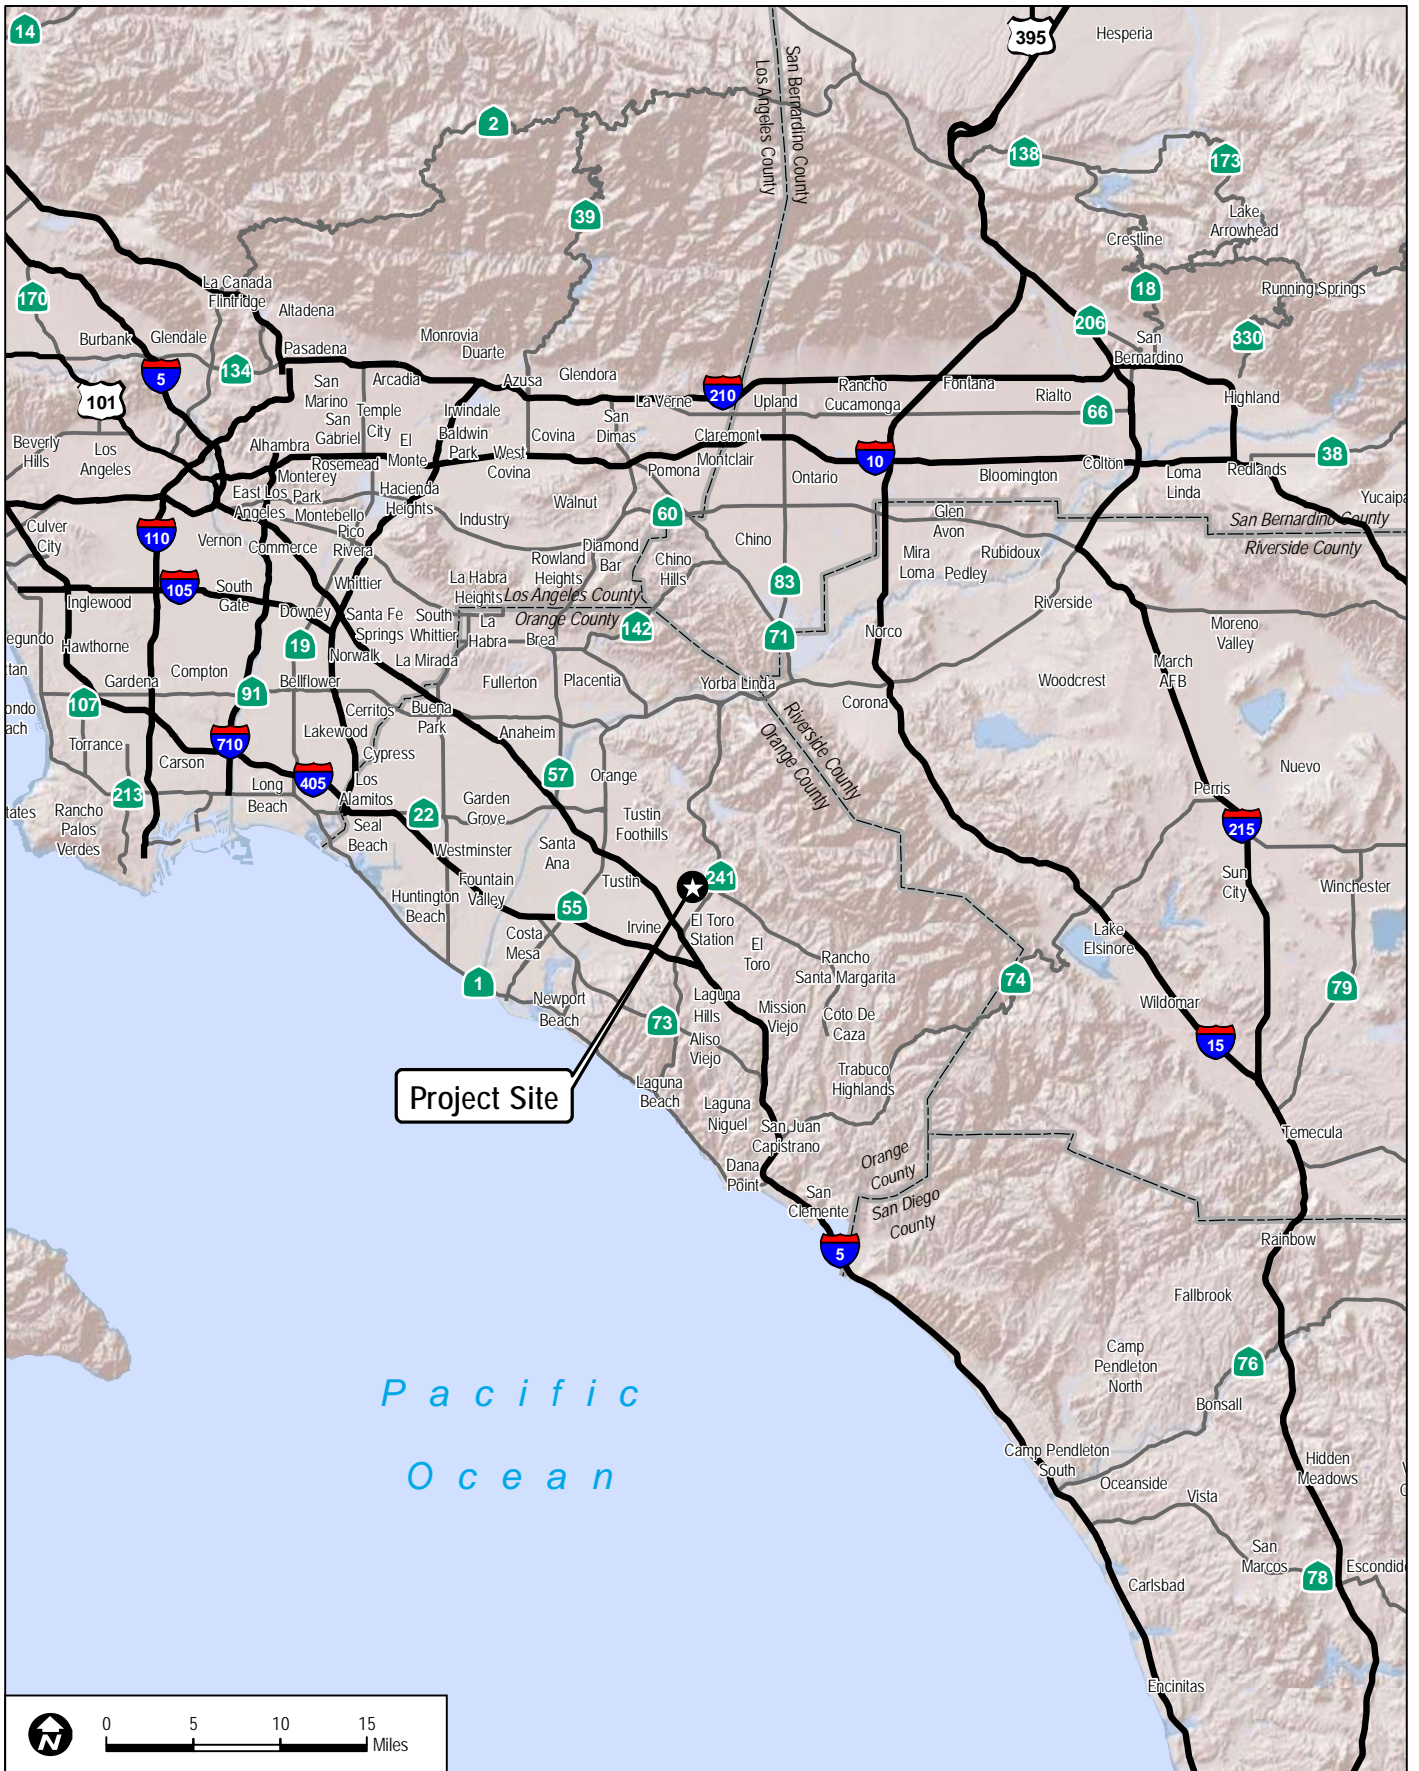 14
395
Hesperia
San Bernardino County
Los Angeles County
2
138
173
39
Lake
Arrowhead
Crestline
La Canada
Flintridge
170
Altadena
18
Running Springs
206
330
Burbank
Glendale
Monrovia
Duarte
San
Bernardino
5
134
Pasadena
Arcadia
Azusa
Glendora
101
San
Marino
210
La Verne
Upland
Rancho
Cucamonga
Fontana
Rialto
66
Highland
Temple
City
Irwindale
San
Gabriel
Baldwin
Park
Covina
San
Dimas
Claremont
Montclair
Beverly
Hills
Los
Angeles
Alhambra
El
Monte
Rosemead
West
Covina
Pomona
10
Ontario
Bloomington
Colton
Loma
Linda
Redlands
38
Monterey
Park
East Los
Angeles
Montebello
Hacienda
Heights
Walnut
Industry
60
Glen
Avon
Yucaipa
San Bernardino County
Riverside County
Culver
City
110
Vernon
Commerce
Pico
Rivera
Rowland
Heights
Diamond
Bar
Chino
Chino
Hills
Mira
Loma
Pedley
Rubidoux
105
South
Gate
Whittier
La Habra
Heights
83
Inglewood
Downey
Los Angeles County
Orange County
Riverside
Santa Fe
Springs
South
Whittier
La
Habra
Brea
142
71
Norco
Moreno
Valley
egundo
Hawthorne
19
Norwalk
La Mirada
March
AFB
ttan
Gardena
Compton
91
Bellflower
Fullerton
Placentia
Yorba Linda
Woodcrest
107
ondo
ach
Cerritos
Buena
Park
Corona
Riverside County
Orange County
Torrance
710
Lakewood
Cypress
Anaheim
Carson
405
Los
Alamitos
57
Orange
Nuevo
213
Long
Beach
Perris
tates
Rancho
Palos
Verdes
Seal
Beach
22
Garden
Grove
Tustin
Foothills
215
Westminster
Santa
Ana
Huntington
Beach
Fountain
Valley
Tustin
241
Sun
City
Winchester
55
Irvine
El Toro
Station
Costa
Mesa
El
Toro
Lake
Elsinore
Rancho
Santa Margarita
1
Newport
Beach
Laguna
Hills
Mission
Viejo
74
79
Wildomar
73
Aliso
Viejo
Coto De
Caza
15
Project Site
Laguna
Beach
Trabuco
Highlands
Laguna
Niguel
San Juan
Capistrano
Temecula
Dana
Point
Orange
County
San
Clemente
San Diego
County
5
Rainbow
Fallbrook
Camp
Pendleton
North
76
Bonsall
Pacific
Ocean
Camp Pendleton
South
Hidden
Meadows
Oceanside
Vista
San
Marcos
78
Escondid
Carlsbad
Encinitas
N
0 5 10 15
Miles